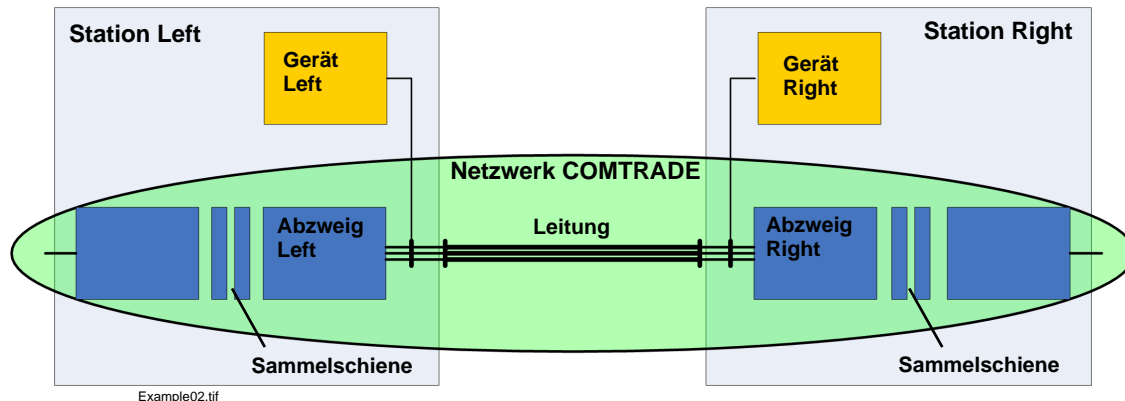 Station Left
Station Right
Gerät
Left
Gerät
Right
Netzwerk COMTRADE
Abzweig
Left
Leitung
Abzweig
Right
Sammelschiene
Sammelschiene
Example02.tif